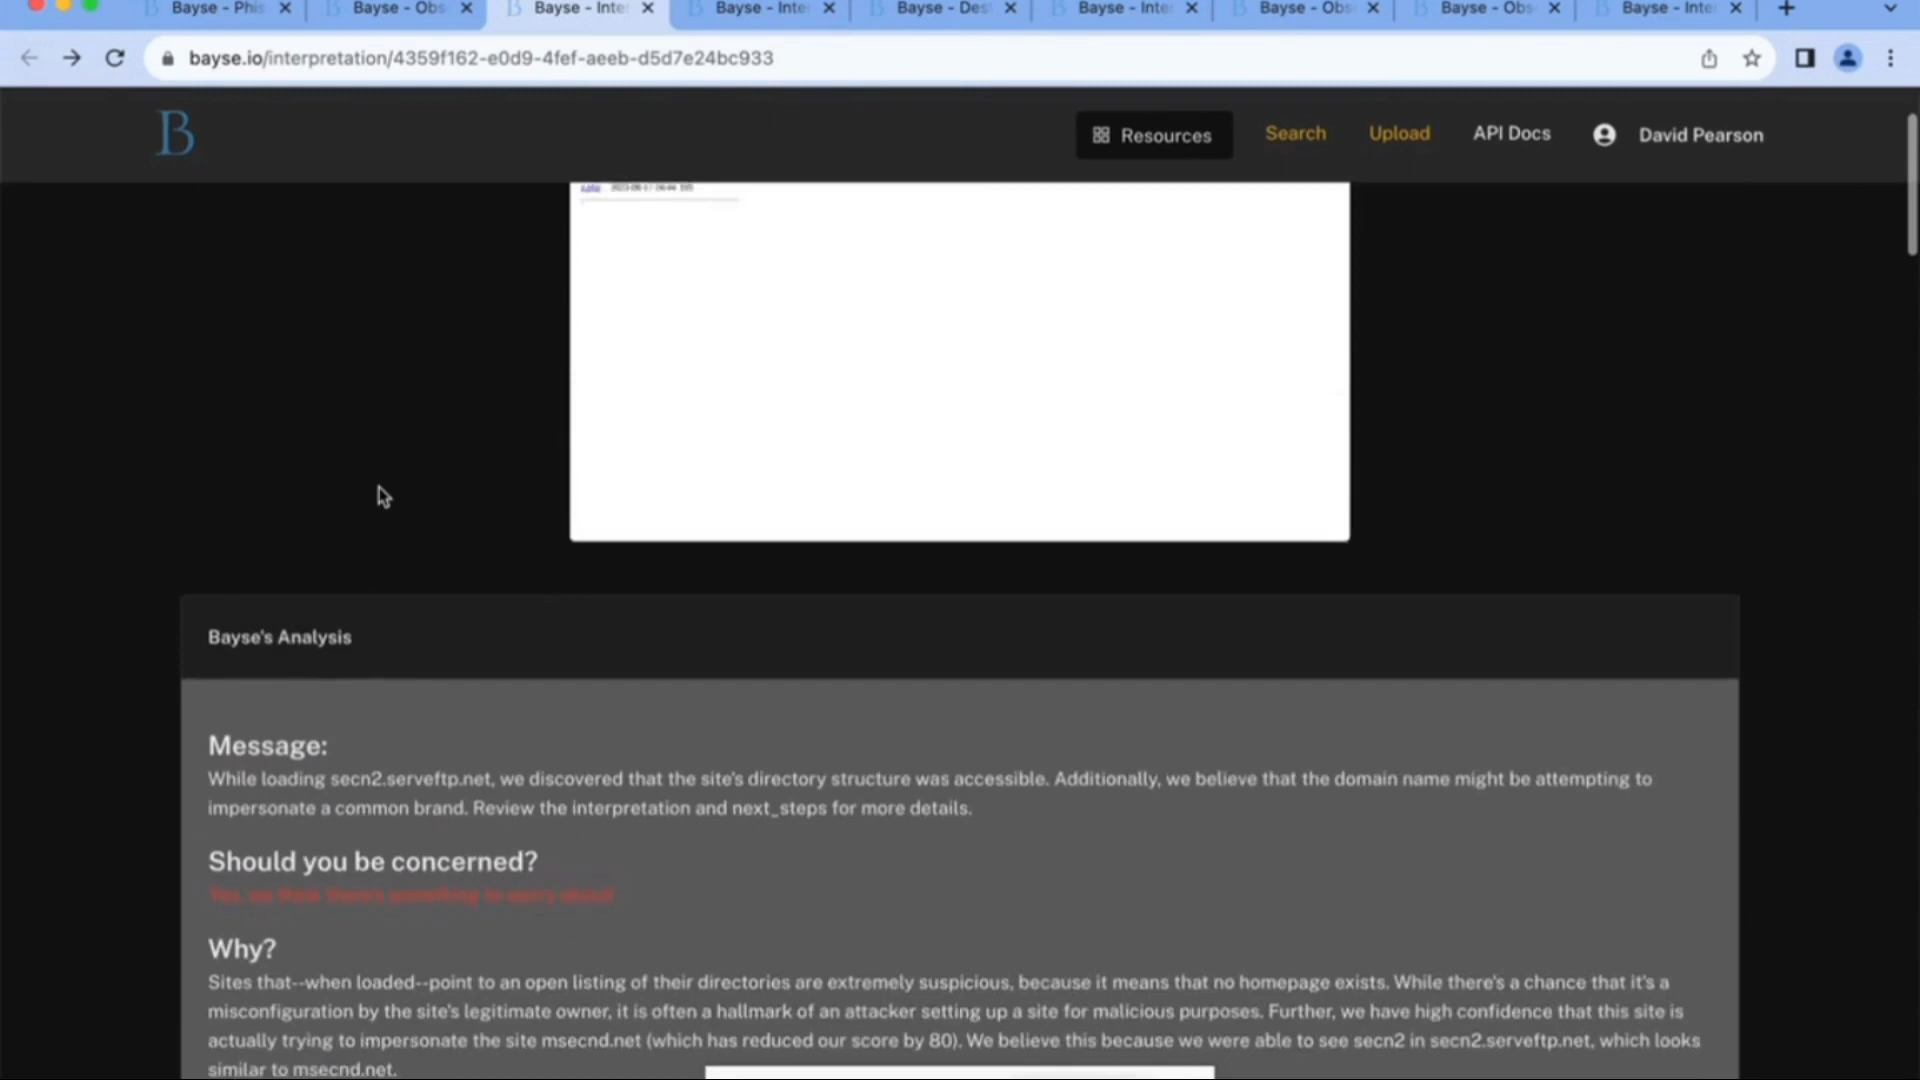 Bayse - Phis
Bayse - Obs
Bayse - Inte
Bayse - Inte
Bayse - Des
Bayse - Inte
Bayse - Obs
Bayse - Obs
Bayse - Inte
bayse.io/interpretation/4359f162-e0d9-4fef-aeeb-d5d7e24bc933
B
Resources
Search
Upload
API Docs
David Pearson
Bayse's Analysis
Message:
While loading secn2.serveftp.net, we discovered that the site's directory structure was accessible. Additionally, we believe that the domain name might be attempting to
impersonate a common brand. Review the interpretation and next_steps for more details.
Should you be concerned?
Yes, we think there's something to worry about!
Why?
Sites that--when loaded--point to an open listing of their directories are extremely suspicious, because it means that no homepage exists. While there's a chance that it's a
misconfiguration by the site's legitimate owner, it is often a hallmark of an attacker setting up a site for malicious purposes. Further, we have high confidence that this site is
actually trying to impersonate the site msecnd.net (which has reduced our score by 80). We believe this because we were able to see secn2 in secn2.serveftp.net, which looks
similar to msecnd.net.